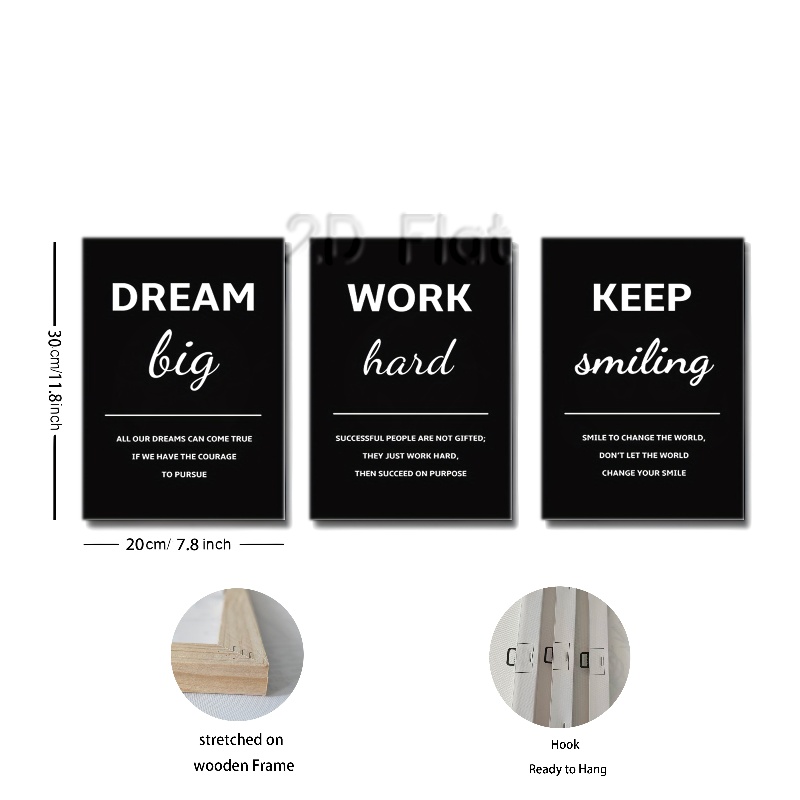 2D Flat
DREAM
big
ALL OUR DREAMS CAN COME TRUE
IF WE HAVE THE COURAGE
TO PURSUE
WORK
hard
SUCCESSFUL PEOPLE ARE NOT GIFTED;
THEY JUST WORK HARD,
THEN SUCCEED ON PURPOSE
KEEP
smiling
SMILE TO CHANGE THE WORLD,
DON'T LET THE WORLD
CHANGE YOUR SMILE
30cm/11.8inch
20cm/ 7.8 inch
stretched on
wooden Frame
Hook
Ready to Hang